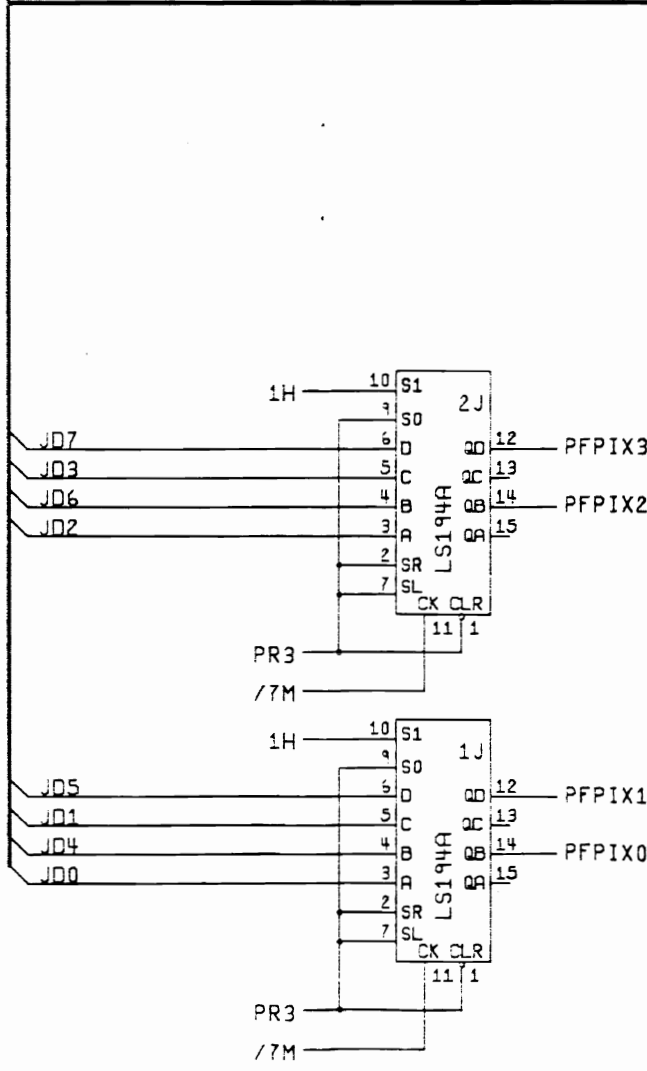 1H 10 S1 2J
9 S0
JD7 6 D QD 12 PFPIX3
JD3 5 C QC 13
JD6 4 B QB 14 PFPIX2
JD2 3 A QA 15
LS194A
2 SR
7 SL
CK CLR
11 1
PR3
/7M
1H 10 S1 1J
9 S0
JD5 6 D QD 12 PFPIX1
JD1 5 C QC 13
JD4 4 B QB 14 PFPIX0
JD0 3 A QA 15
LS194A
2 SR
7 SL
CK CLR
11 1
PR3
/7M